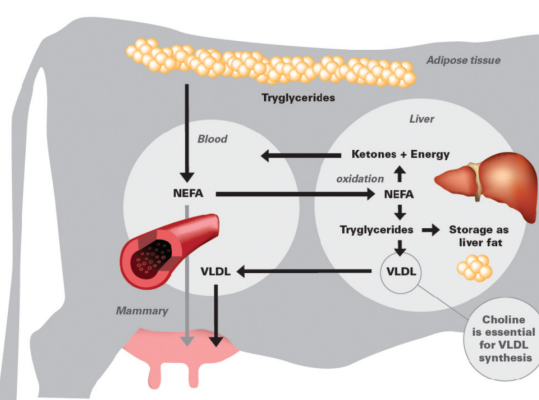 Adipose tissue
Tryglycerides
Liver
Blood
Ketones + Energy
oxidation
NEFA
NEFA
Tryglycerides
Storage as
liver fat
VLDL
VLDL
Mammary
Choline
is essential
for VLDL
synthesis